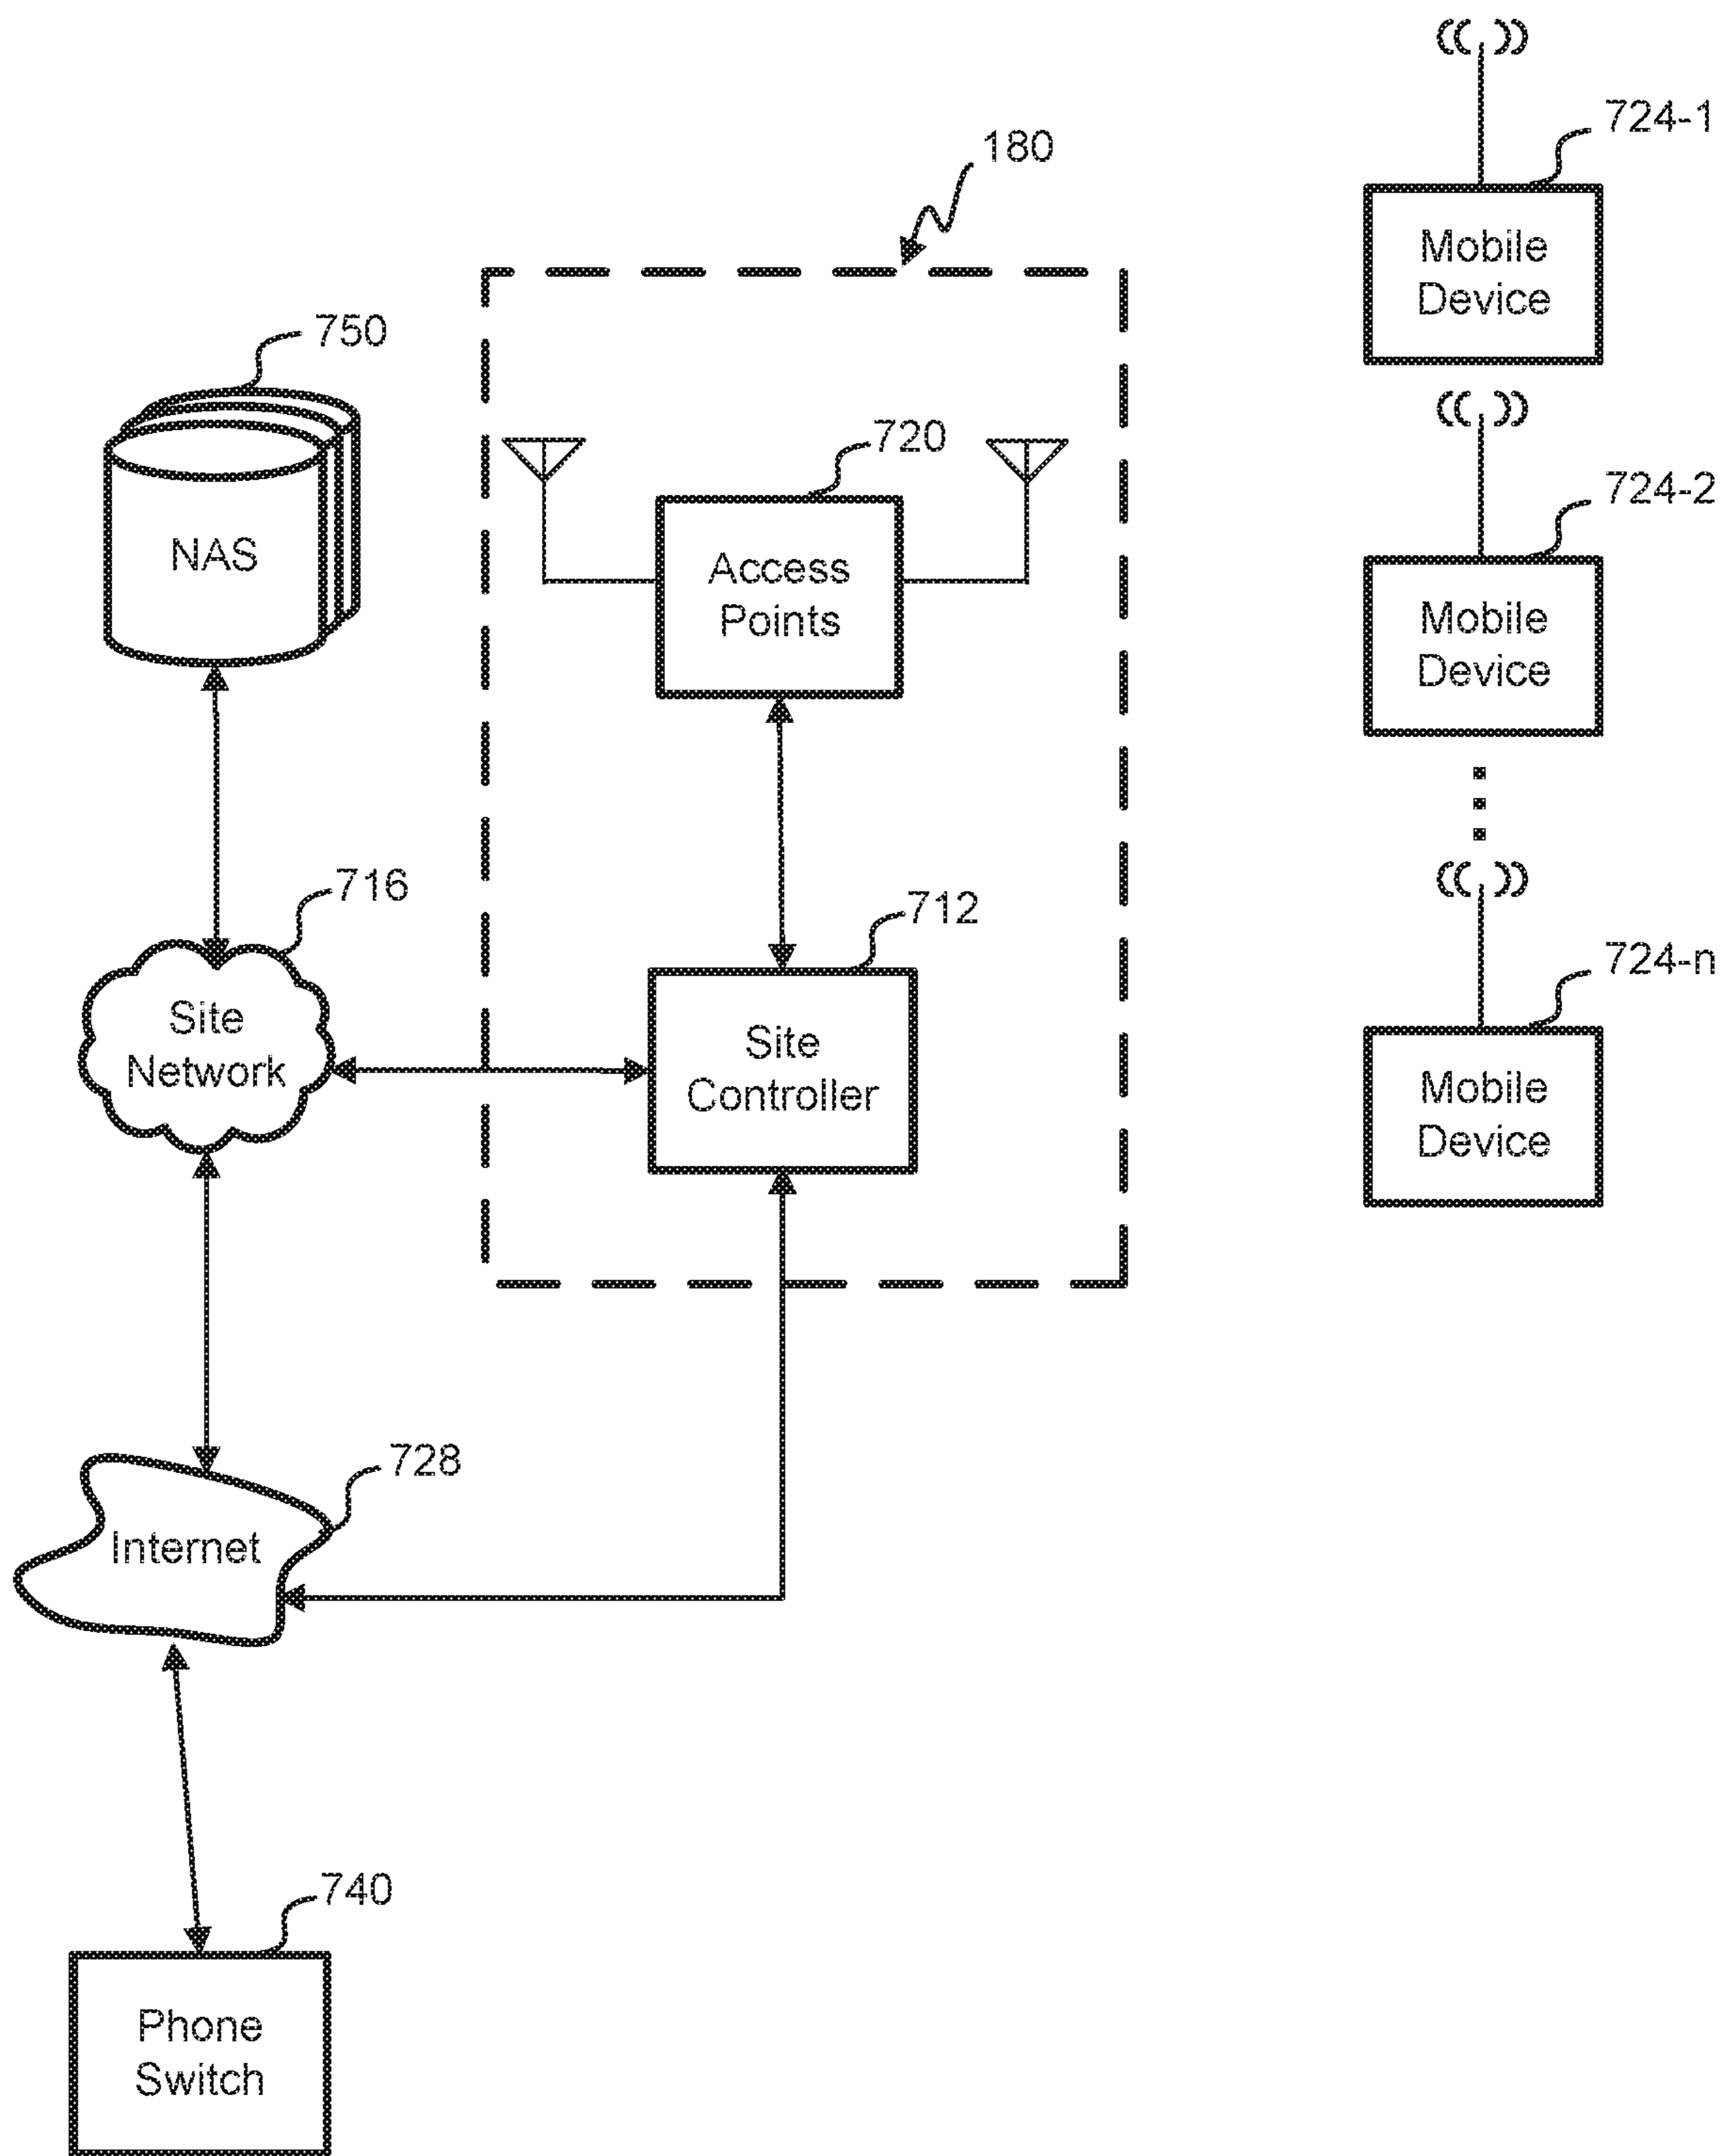 724-1
180
Mobile
Device
750
720
724-2
NAS
Access
Points
Mobile
Device
716
712
724-n
Site
Network
Site
Controller
Mobile
Device
728
Internet
740
Phone
Switch